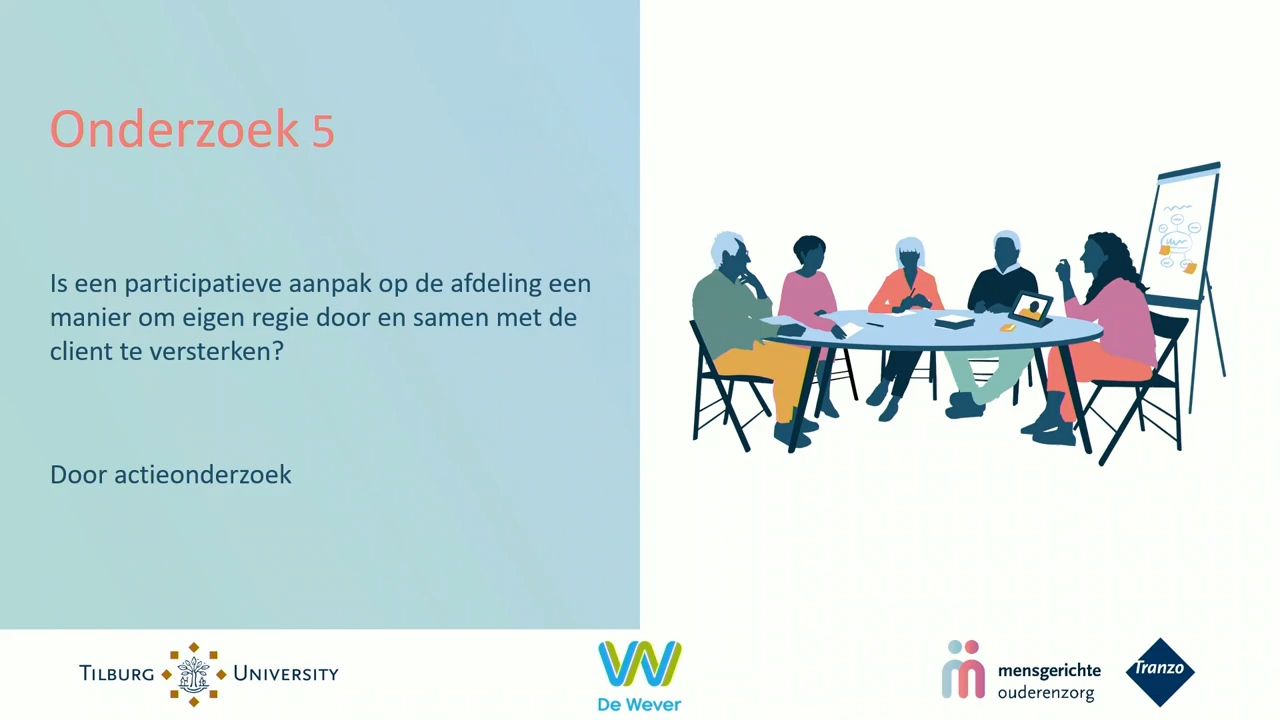 Onderzoek 5
Is een participatieve aanpak op de afdeling een
manier om eigen regie door en samen met de
client te versterken?
Door actieonderzoek
TILBURG UNIVERSITY
De Wever
mensgerichte
ouderenzorg
Tranzo